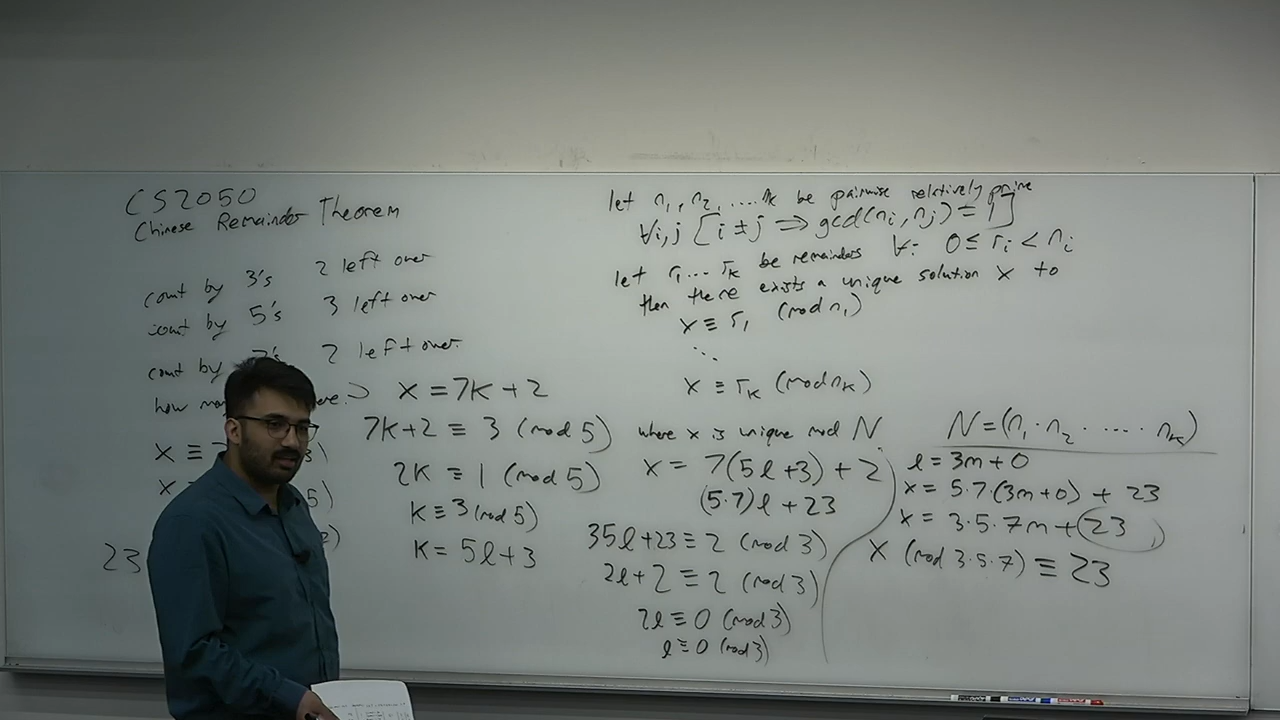 CS2050
Chinese Remainder Theorem
count by 3's 2 left over
count by 5's 3 left over
count by 7's 2 left over.
how
x ≡
x
5)
23
x = 7k + 2
7k+2 ≡ 3 (mod 5)
2k ≡ 1 (mod 5)
k ≡ 3 (mod 5)
k = 5l + 3
let n₁, n₂, .... nₖ be pairwise relatively prime
∀i,j [i ≠ j ⇒ gcd(nᵢ, nⱼ) = 1]
let r₁ ... rₖ be remainders ∀i 0 ≤ rᵢ < nᵢ
then there exists a unique solution x to
x ≡ r₁ (mod n₁)
⋱
x ≡ rₖ (mod nₖ)
where x is unique mod N N = (n₁ · n₂ · .... · nₖ)
x = 7(5l + 3) + 2
(5·7)l + 23
35l + 23 ≡ 2 (mod 3)
2l + 2 ≡ 2 (mod 3)
2l ≡ 0 (mod 3)
l ≡ 0 (mod 3)
l = 3m + 0
x = 5·7(3m+0) + 23
x = 3·5·7m + 23
x (mod 3·5·7) ≡ 23